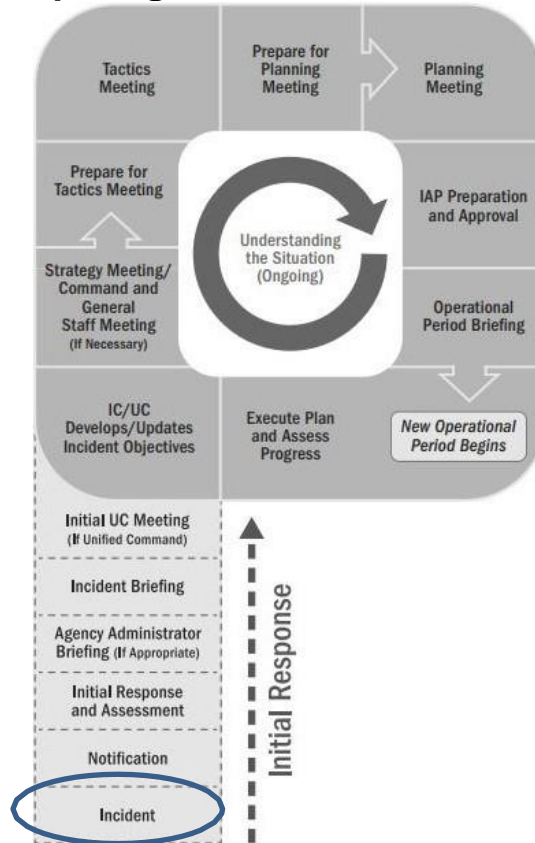 Tactics
Meeting
Prepare for
Planning
Meeting
Planning
Meeting
Prepare for
Tactics Meeting
Understanding
the Situation
(Ongoing)
IAP Preparation
and Approval
Strategy Meeting/
Command and
General
Staff Meeting
(If Necessary)
Operational
Period Briefing
IC/UC
Develops/Updates
Incident Objectives
Execute Plan
and Assess
Progress
New Operational
Period Begins
Initial UC Meeting
(If Unified Command)
Incident Briefing
Agency Administrator
Briefing (If Appropriate)
Initial Response
and Assessment
Notification
Incident
Initial Response